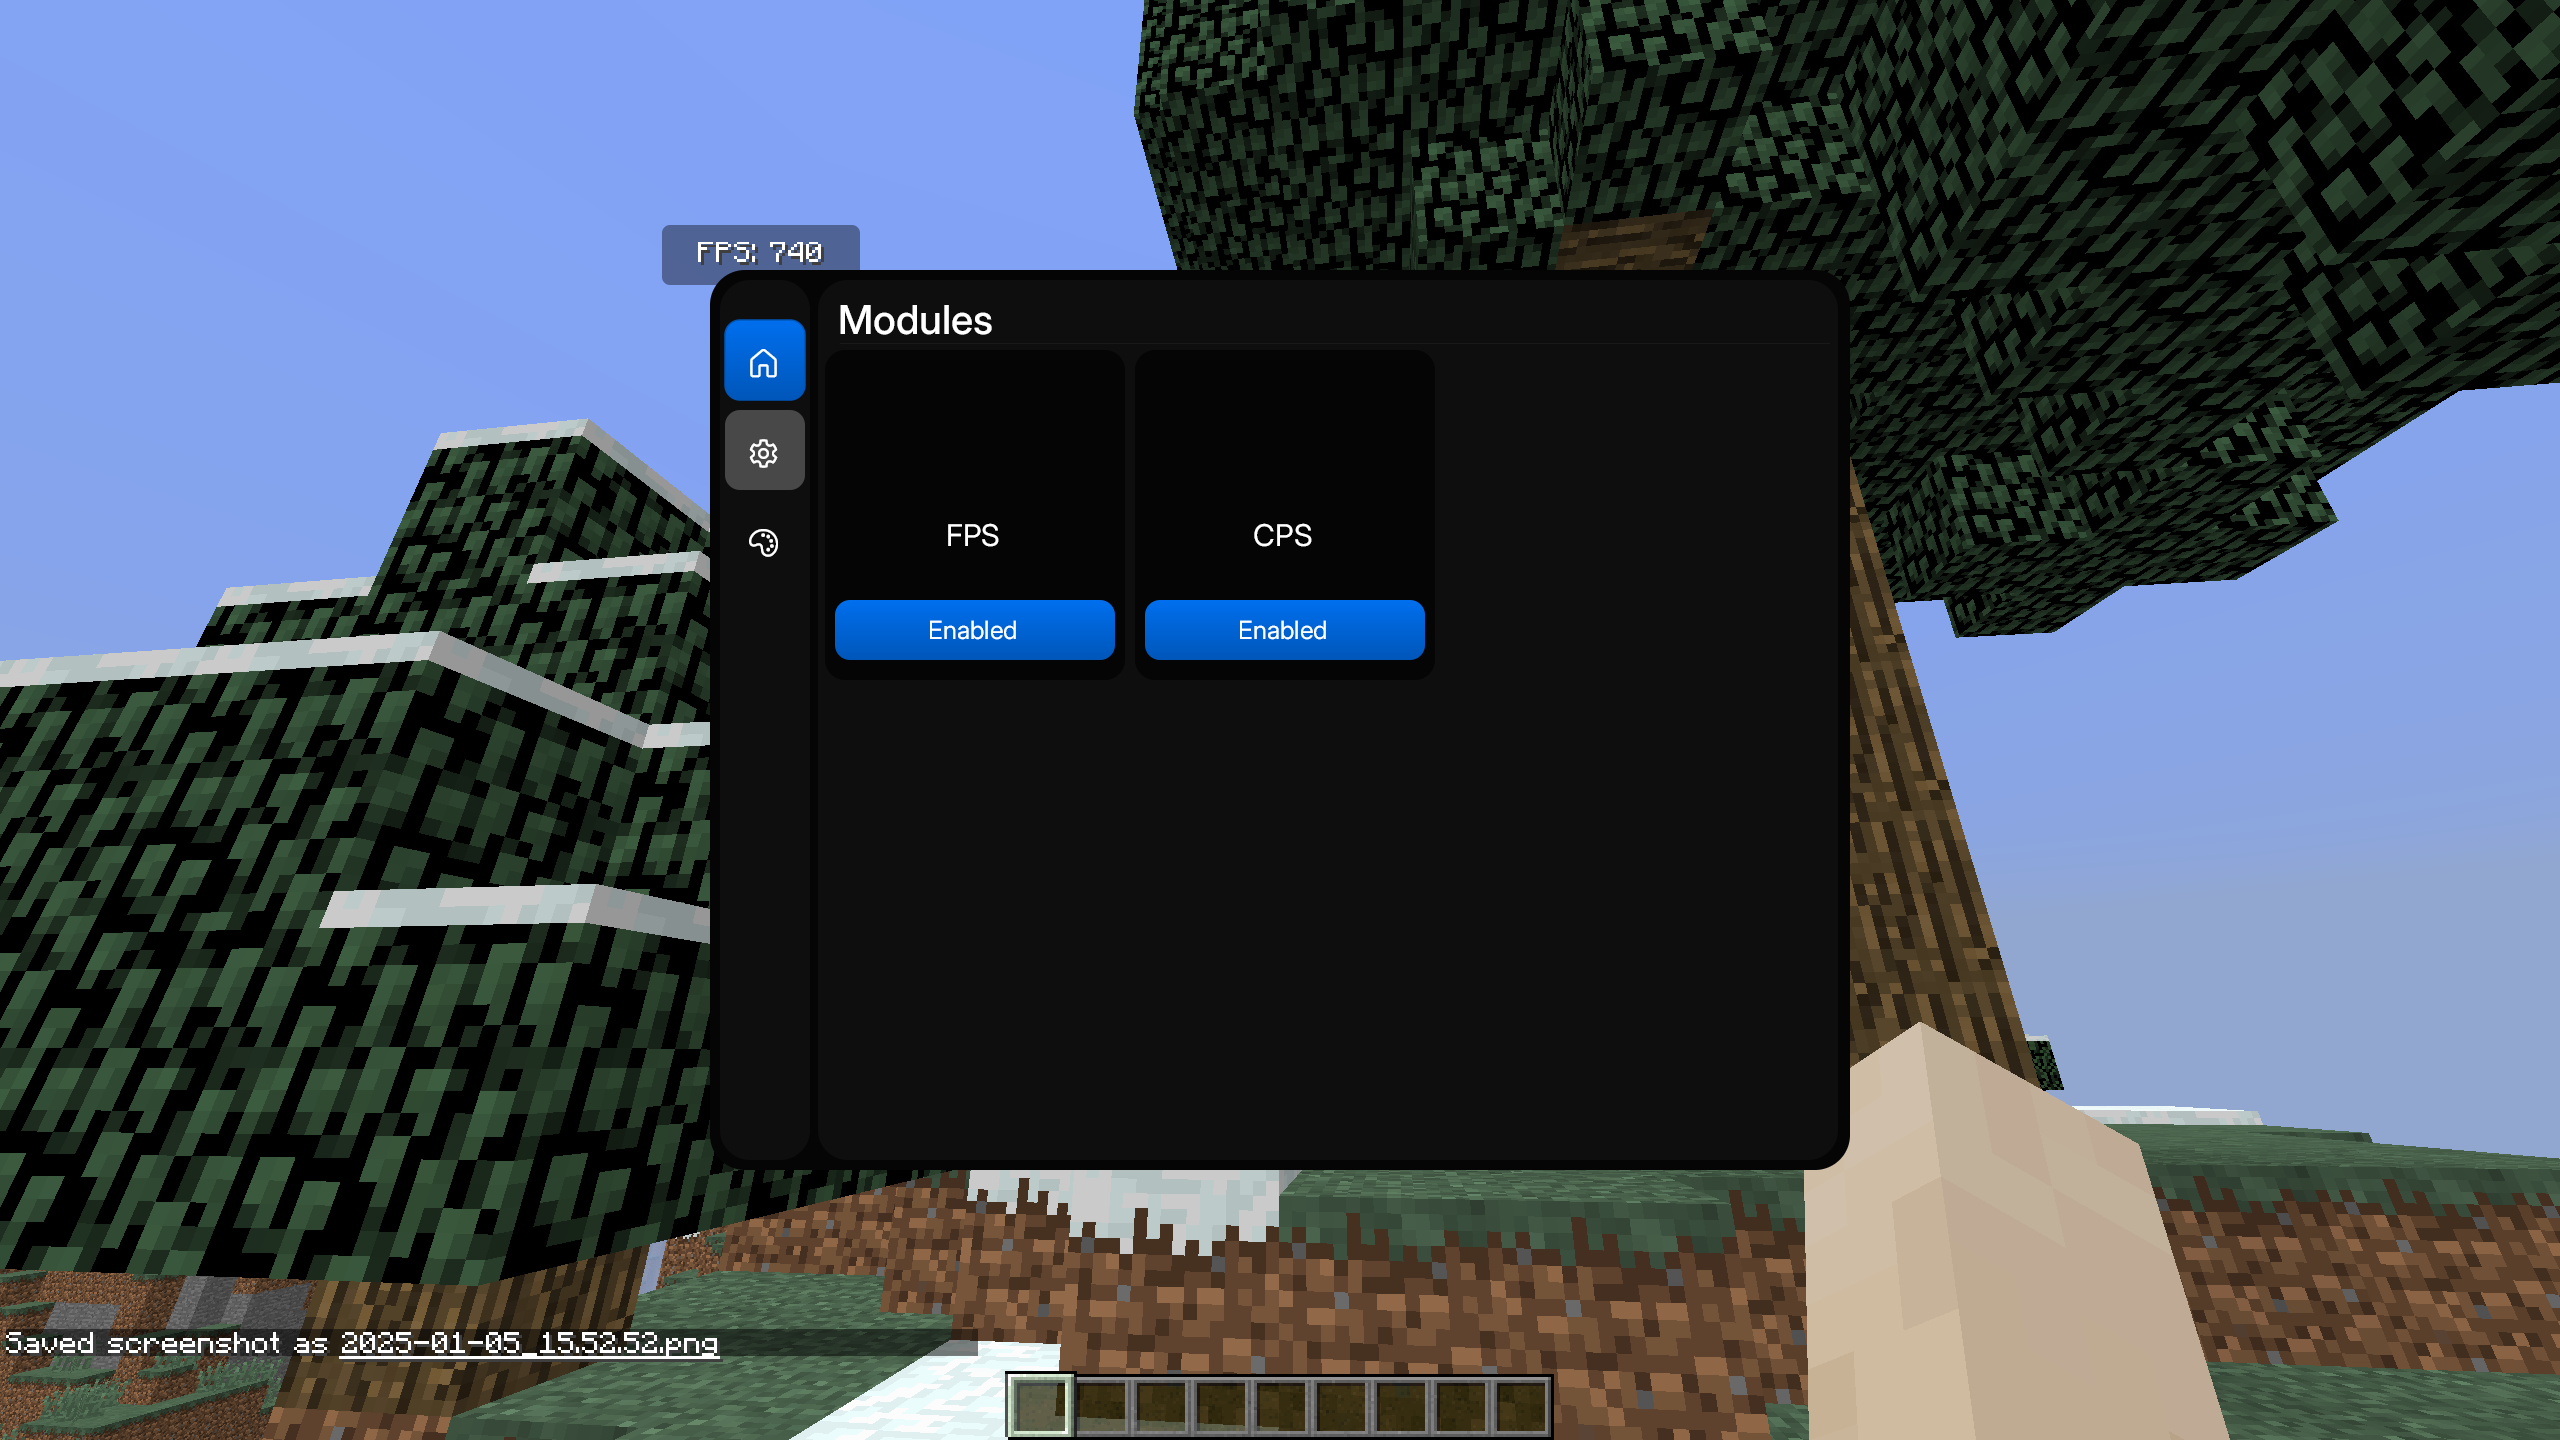 FPS: 740
Modules
FPS
CPS
Enabled
Enabled
Saved screenshot as 2025-01-05_15.52.52.png